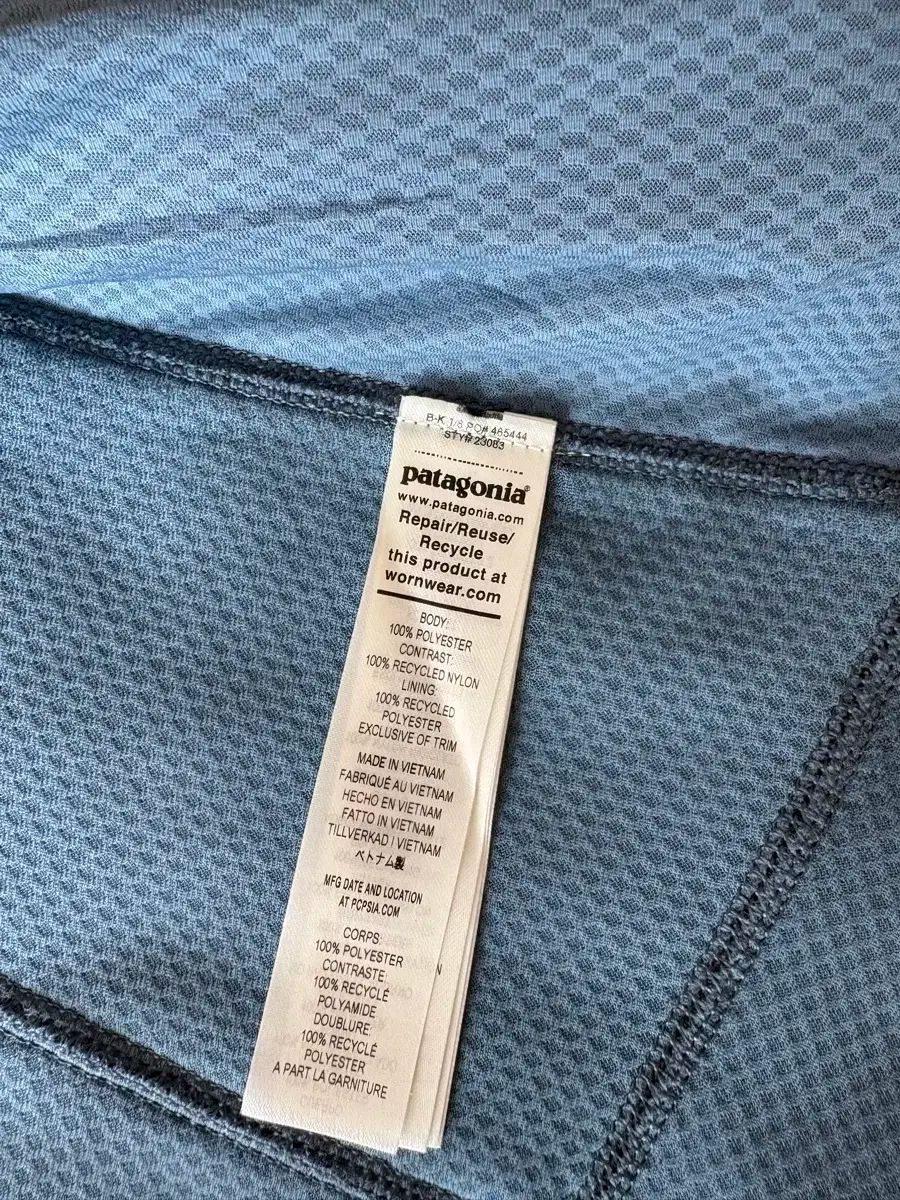 B-K 1/8 PO# 485444
STY# 23083
patagonia®
www.patagonia.com
Repair/Reuse/
Recycle
this product at
wornwear.com
BODY:
100% POLYESTER
CONTRAST:
100% RECYCLED NYLON
LINING:
100% RECYCLED
POLYESTER
EXCLUSIVE OF TRIM
MADE IN VIETNAM
FABRIQUÉ AU VIETNAM
HECHO EN VIETNAM
FATTO IN VIETNAM
TILLVERKAD I VIETNAM
ベトナム製
MFG DATE AND LOCATION
AT PCPSIA.COM
CORPS:
100% POLYESTER
CONTRASTE:
100% RECYCLÉ
POLYAMIDE
DOUBLURE:
100% RECYCLÉ
POLYESTER
A PART LA GARNITURE